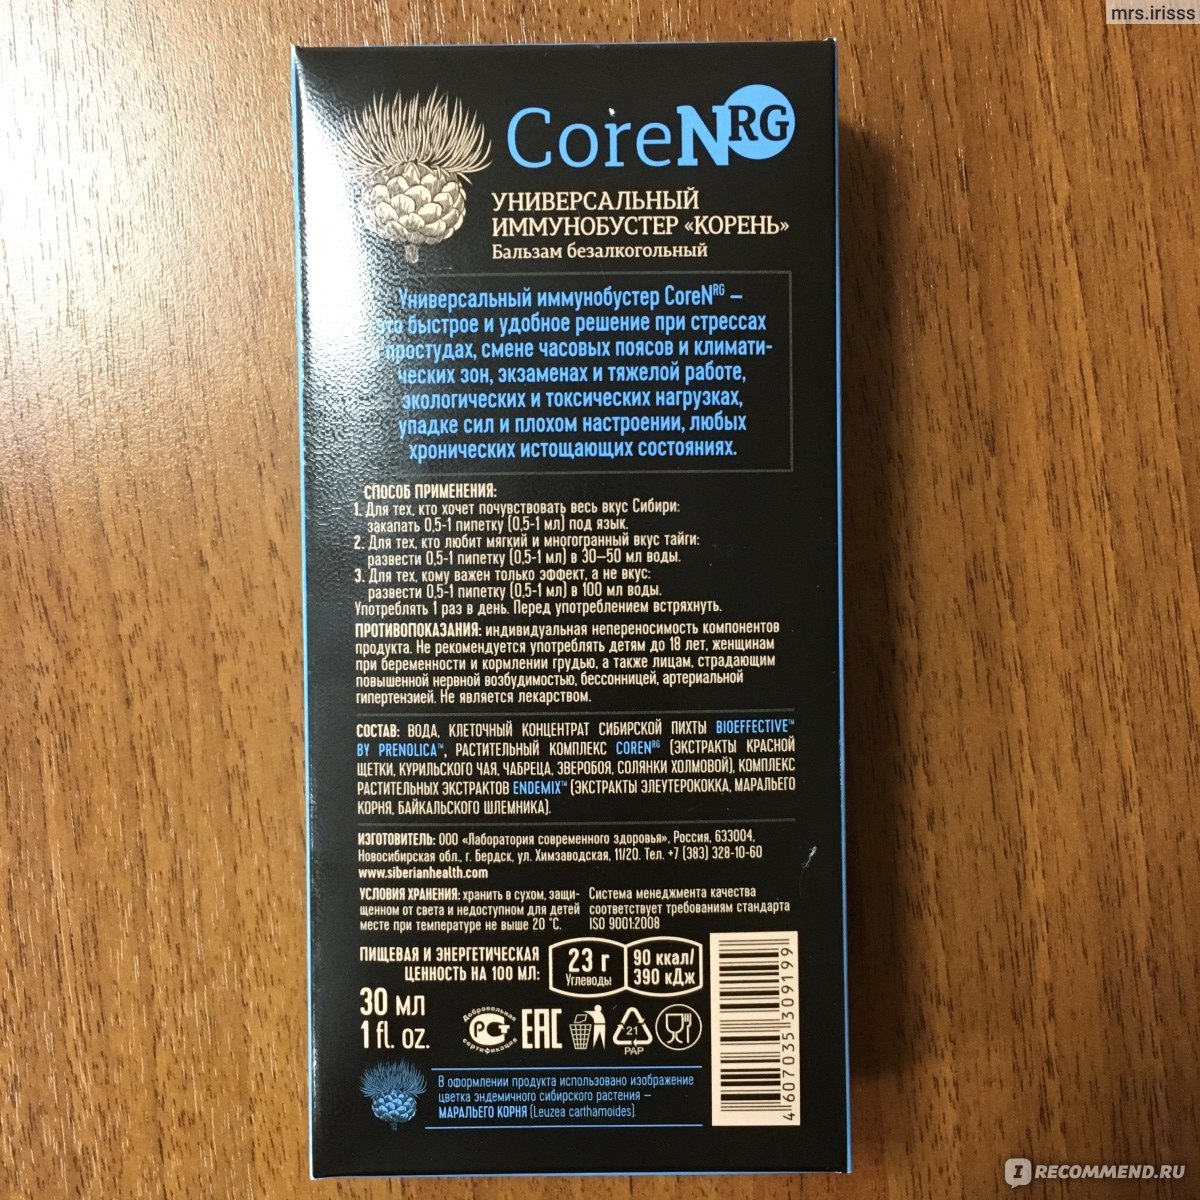 mrs.irisss
CoreNRG
УНИВЕРСАЛЬНЫЙ
ИММУНОБУСТЕР «КОРЕНЬ»
Бальзам безалкогольный
Универсальный иммунобустер CoreNRG –
это быстрое и удобное решение при стрессах
и простудах, смене часовых поясов и климати-
ческих зон, экзаменах и тяжелой работе,
экологических и токсических нагрузках,
упадке сил и плохом настроении, любых
хронических истощающих состояниях.
СПОСОБ ПРИМЕНЕНИЯ:
1. Для тех, кто хочет почувствовать весь вкус Сибири:
закапать 0,5-1 пипетку (0,5-1 мл) под язык.
2. Для тех, кто любит мягкий и многогранный вкус тайги:
развести 0,5-1 пипетку (0,5-1 мл) в 30–50 мл воды.
3. Для тех, кому важен только эффект, а не вкус:
развести 0,5-1 пипетку (0,5-1 мл) в 100 мл воды.
Употреблять 1 раз в день. Перед употреблением встряхнуть.
ПРОТИВОПОКАЗАНИЯ: индивидуальная непереносимость компонентов
продукта. Не рекомендуется употреблять детям до 18 лет, женщинам
при беременности и кормлении грудью, а также лицам, страдающим
повышенной нервной возбудимостью, бессонницей, артериальной
гипертензией. Не является лекарством.
СОСТАВ: ВОДА, КЛЕТОЧНЫЙ КОНЦЕНТРАТ СИБИРСКОЙ ПИХТЫ BIOEFFECTIVE™
BY PRENOLICA™, РАСТИТЕЛЬНЫЙ КОМПЛЕКС CORENRG (ЭКСТРАКТЫ КРАСНОЙ
ЩЕТКИ, КУРИЛЬСКОГО ЧАЯ, ЧАБРЕЦА, ЗВЕРОБОЯ, СОЛЯНКИ ХОЛМОВОЙ), КОМПЛЕКС
РАСТИТЕЛЬНЫХ ЭКСТРАКТОВ ENDEMIX™ (ЭКСТРАКТЫ ЭЛЕУТЕРОКОККА, МАРАЛЬЕГО
КОРНЯ, БАЙКАЛЬСКОГО ШЛЕМНИКА).
ИЗГОТОВИТЕЛЬ: ООО «Лаборатория современного здоровья», Россия, 633004,
Новосибирская обл., г. Бердск, ул. Химзаводская, 11/20. Тел. +7 (383) 328-10-60
www.siberianhealth.com
УСЛОВИЯ ХРАНЕНИЯ: хранить в сухом, защи-
щенном от света и недоступном для детей
месте при температуре не выше 20 °С.
Система менеджмента качества
соответствует требованиям стандарта
ISO 9001:2008
ПИЩЕВАЯ И ЭНЕРГЕТИЧЕСКАЯ
ЦЕННОСТЬ НА 100 МЛ:
23 г
Углеводы
90 ккал/
390 кДж
30 мл
1 fl. oz.
Добровольная
РСТ
сертификация
EAC
21
PAP
4 607035 309199
В оформлении продукта использовано изображение
цветка эндемичного сибирского растения –
МАРАЛЬЕГО КОРНЯ (Leuzea carthamoides).
I RECOMMEND.RU